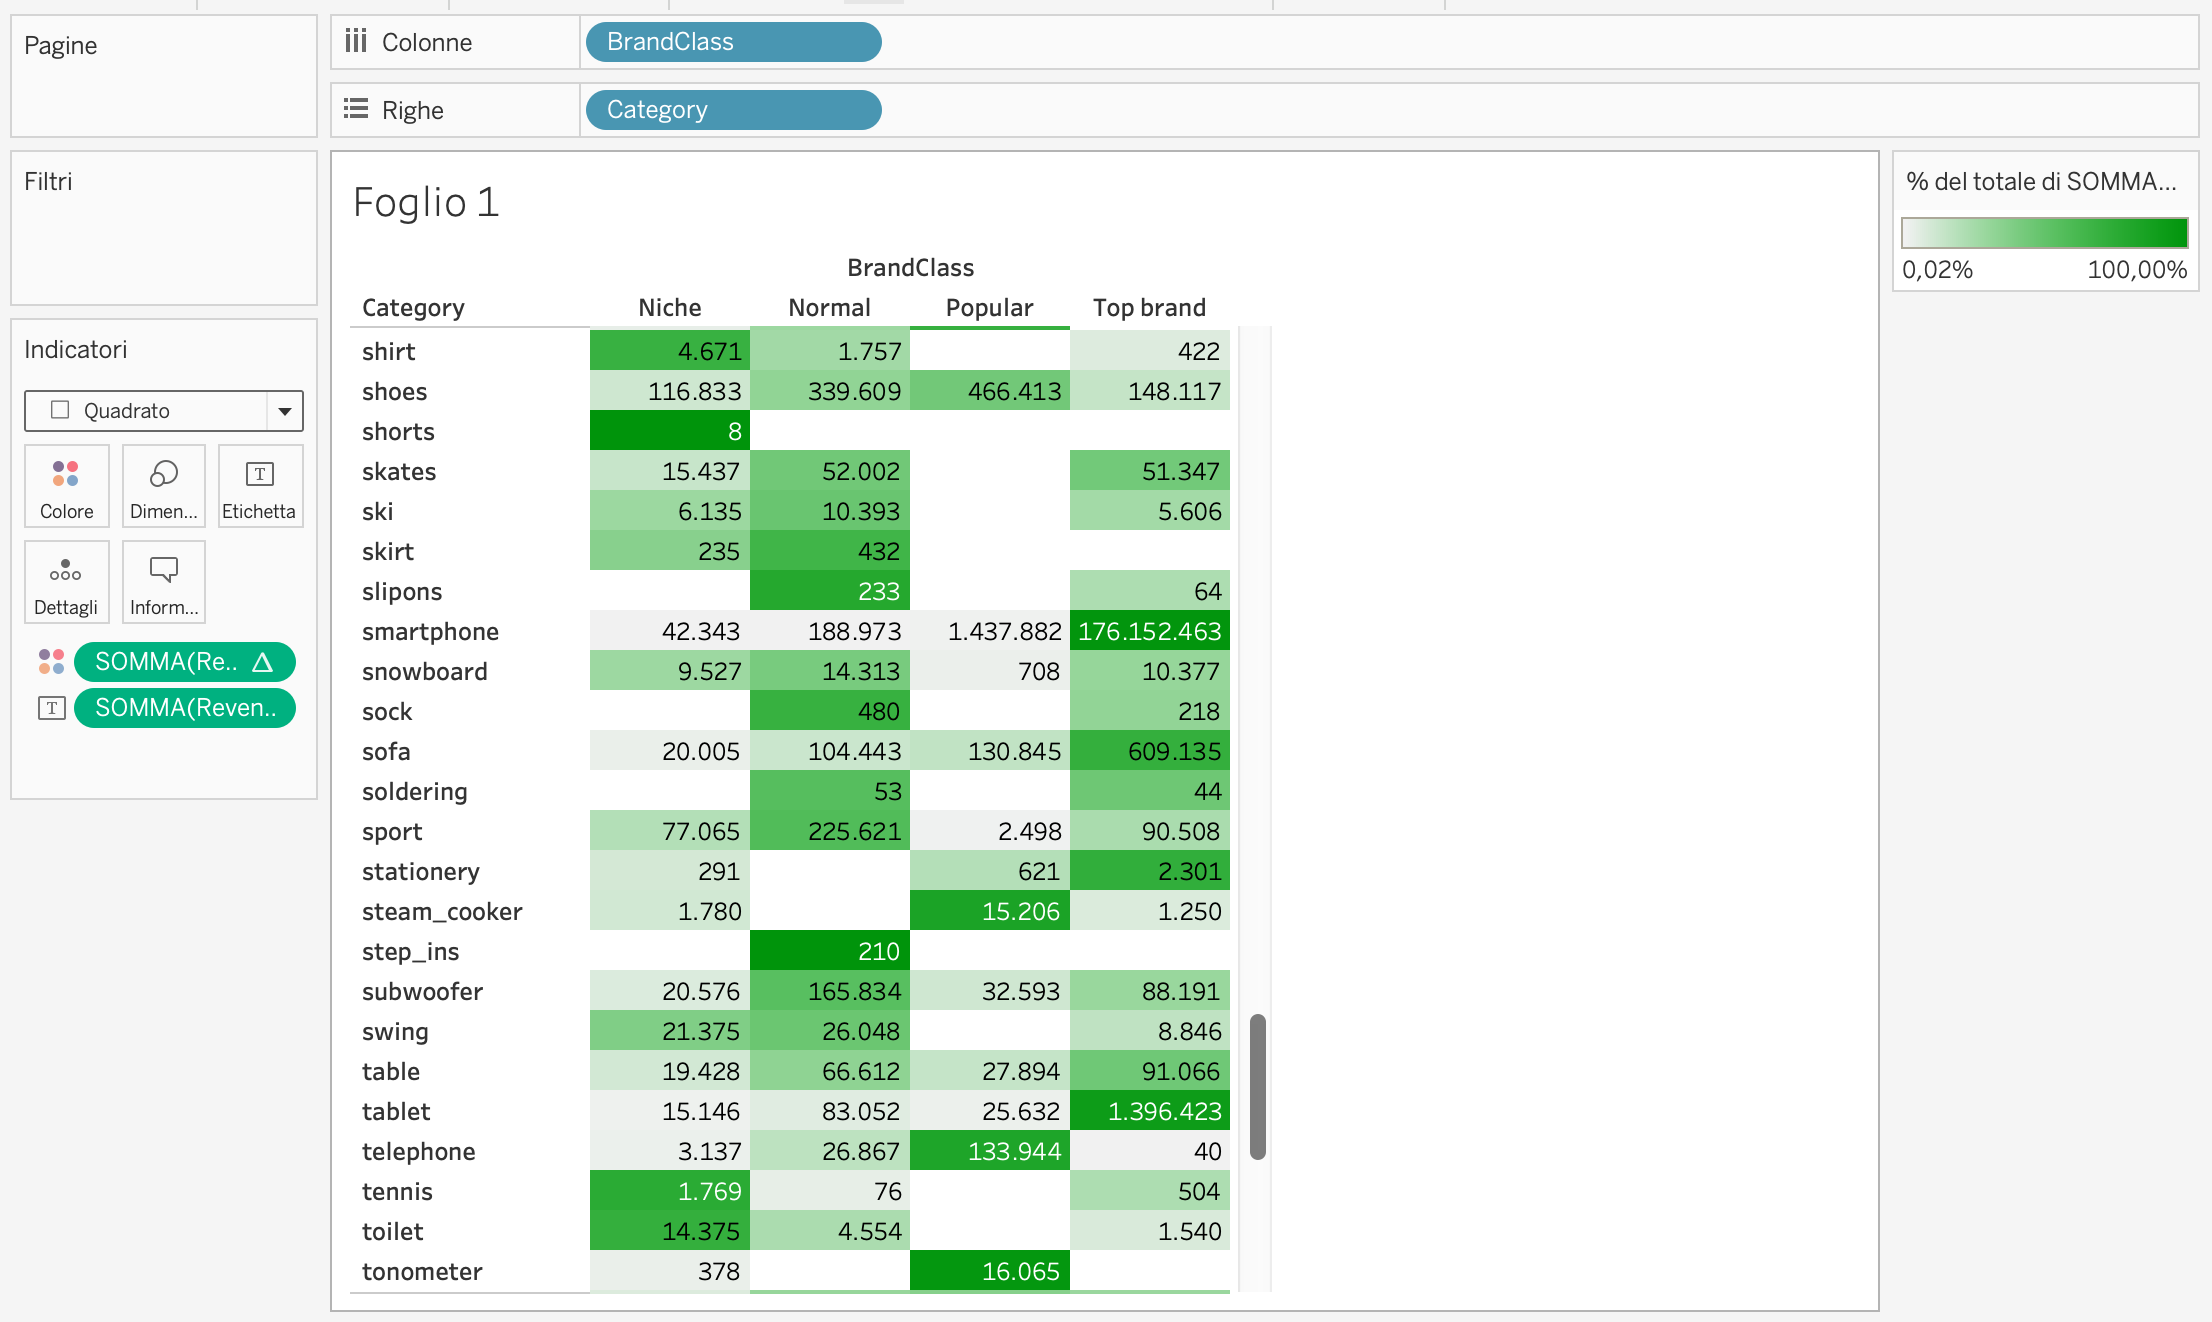 Pagine
Colonne BrandClass
Righe Category
Filtri
Foglio 1
% del totale di SOMMA...
0,02% 100,00%
Indicatori
Quadrato
Colore Dimen... Etichetta
Dettagli Inform...
SOMMA(Re.. △
T SOMMA(Reven..
BrandClass
Category Niche Normal Popular Top brand
shirt 4.671 1.757 422
shoes 116.833 339.609 466.413 148.117
shorts 8
skates 15.437 52.002 51.347
ski 6.135 10.393 5.606
skirt 235 432
slipons 233 64
smartphone 42.343 188.973 1.437.882 176.152.463
snowboard 9.527 14.313 708 10.377
sock 480 218
sofa 20.005 104.443 130.845 609.135
soldering 53 44
sport 77.065 225.621 2.498 90.508
stationery 291 621 2.301
steam_cooker 1.780 15.206 1.250
step_ins 210
subwoofer 20.576 165.834 32.593 88.191
swing 21.375 26.048 8.846
table 19.428 66.612 27.894 91.066
tablet 15.146 83.052 25.632 1.396.423
telephone 3.137 26.867 133.944 40
tennis 1.769 76 504
toilet 14.375 4.554 1.540
tonometer 378 16.065